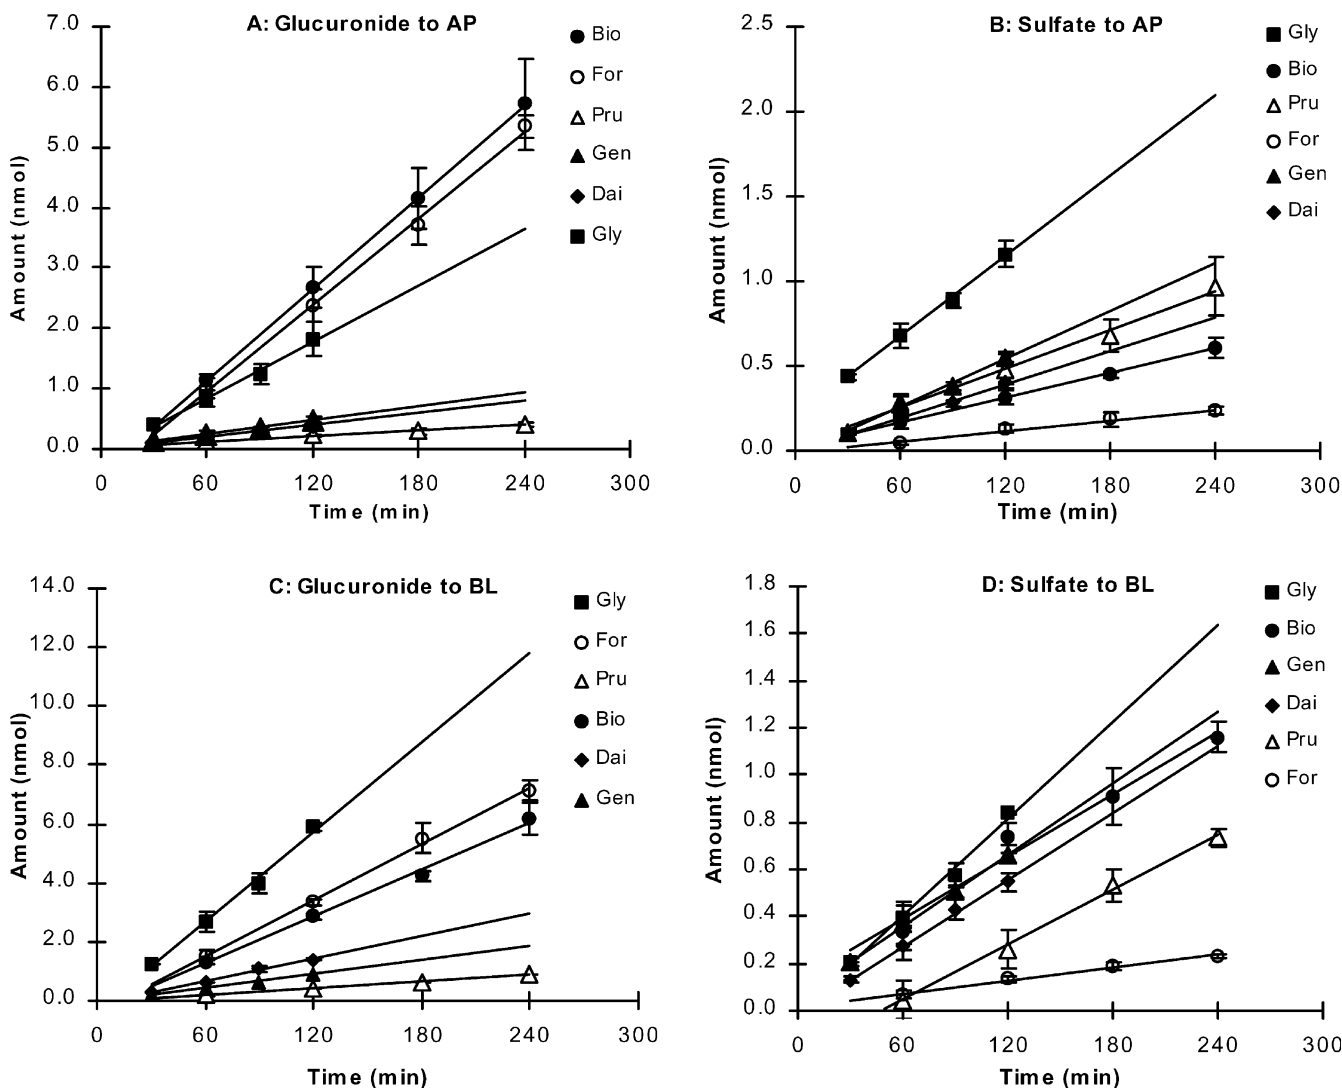 A: Glucuronide to AP
7.0
6.0
5.0
4.0
3.0
2.0
1.0
0.0
Amount (nmol)
0
60
120
180
240
300
Time (min)
Bio
For
Pru
Gen
Dai
Gly
B: Sulfate to AP
2.5
2.0
1.5
1.0
0.5
0.0
Amount (nmol)
0
60
120
180
240
300
Time (min)
Gly
Bio
Pru
For
Gen
Dai
C: Glucuronide to BL
14.0
12.0
10.0
8.0
6.0
4.0
2.0
0.0
Amount (nmol)
0
60
120
180
240
300
Time (min)
Gly
For
Pru
Bio
Dai
Gen
D: Sulfate to BL
1.8
1.6
1.4
1.2
1.0
0.8
0.6
0.4
0.2
0.0
Amount (nmol)
0
60
120
180
240
300
Time (min)
Gly
Bio
Gen
Dai
Pru
For